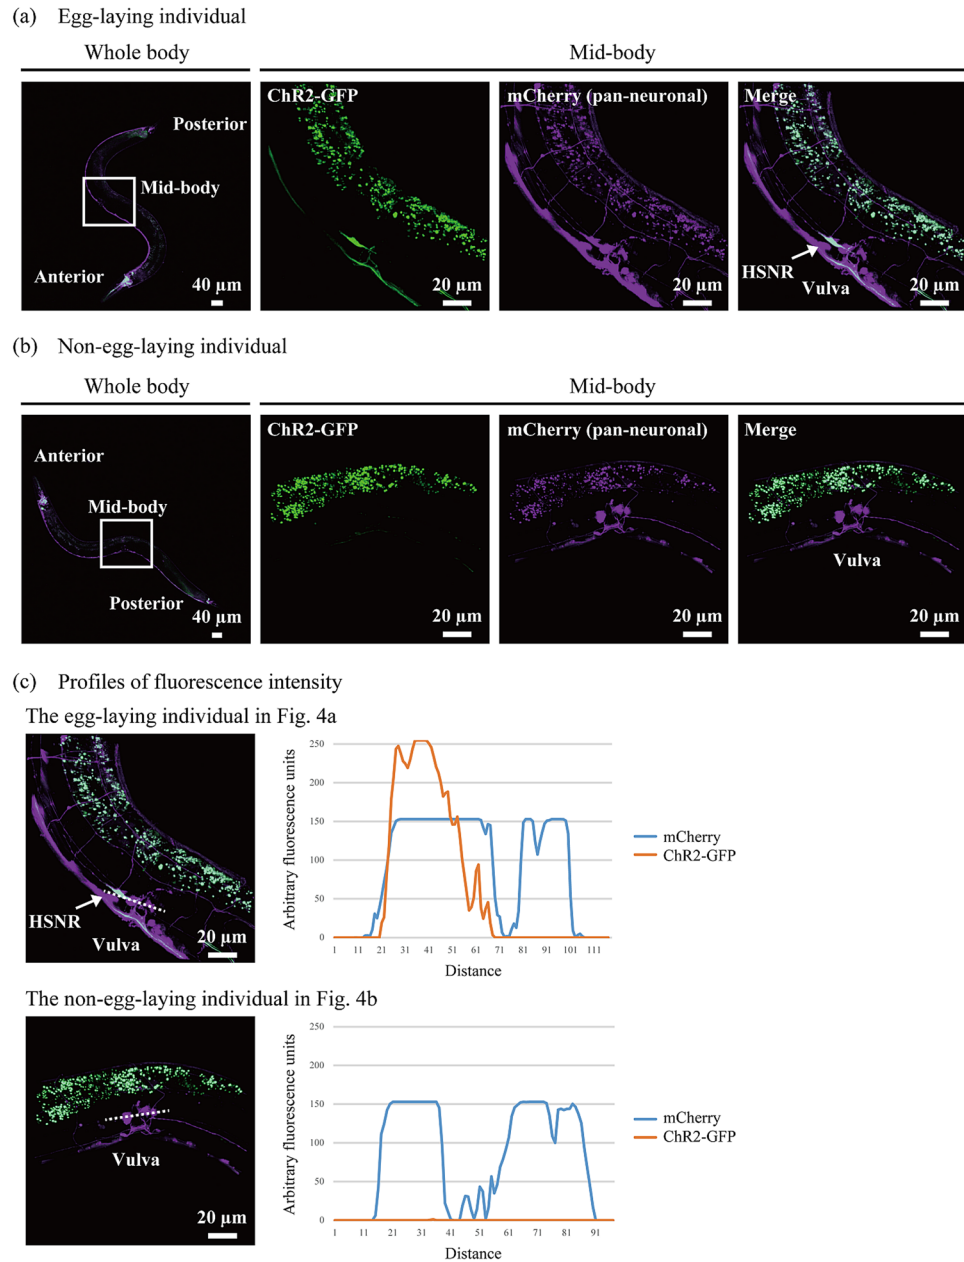 (a) Egg-laying individual
Whole body
Mid-body
Posterior
Mid-body
Anterior
40 µm
ChR2-GFP
20 µm
mCherry (pan-neuronal)
20 µm
Merge
HSNR
Vulva
20 µm
(b) Non-egg-laying individual
Whole body
Mid-body
Anterior
Mid-body
Posterior
40 µm
ChR2-GFP
20 µm
mCherry (pan-neuronal)
20 µm
Merge
Vulva
20 µm
(c) Profiles of fluorescence intensity
The egg-laying individual in Fig. 4a
HSNR
Vulva
20 µm
Arbitrary fluorescence units
250
200
150
100
50
0
1 11 21 31 41 51 61 71 81 91 101 111
Distance
mCherry
ChR2-GFP
The non-egg-laying individual in Fig. 4b
Vulva
20 µm
Arbitrary fluorescence units
250
200
150
100
50
0
1 11 21 31 41 51 61 71 81 91
Distance
mCherry
ChR2-GFP